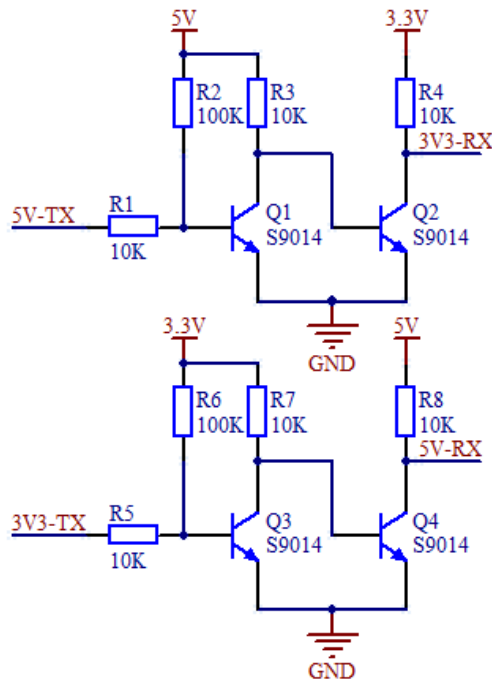 5V
3.3V
R2
100K
R3
10K
R4
10K
3V3-RX
5V-TX
R1
10K
Q1
S9014
Q2
S9014
GND
3.3V
5V
R6
100K
R7
10K
R8
10K
5V-RX
3V3-TX
R5
10K
Q3
S9014
Q4
S9014
GND